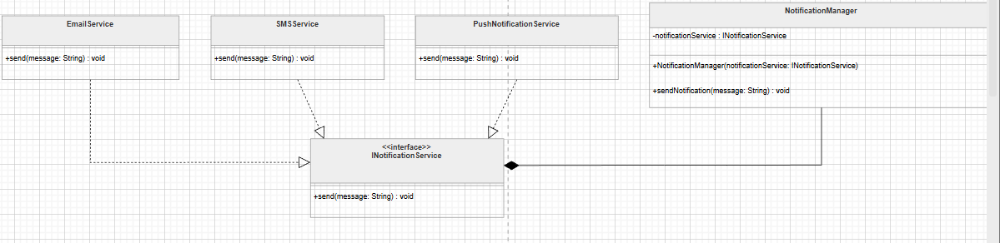 EmailService
+send(message: String) : void
SMSService
+send(message: String) : void
PushNotificationService
+send(message: String) : void
NotificationManager
-notificationService : INotificationService
+NotificationManager(notificationService: INotificationService)
+sendNotification(message: String) : void
<<interface>>
INotificationService
+send(message: String) : void